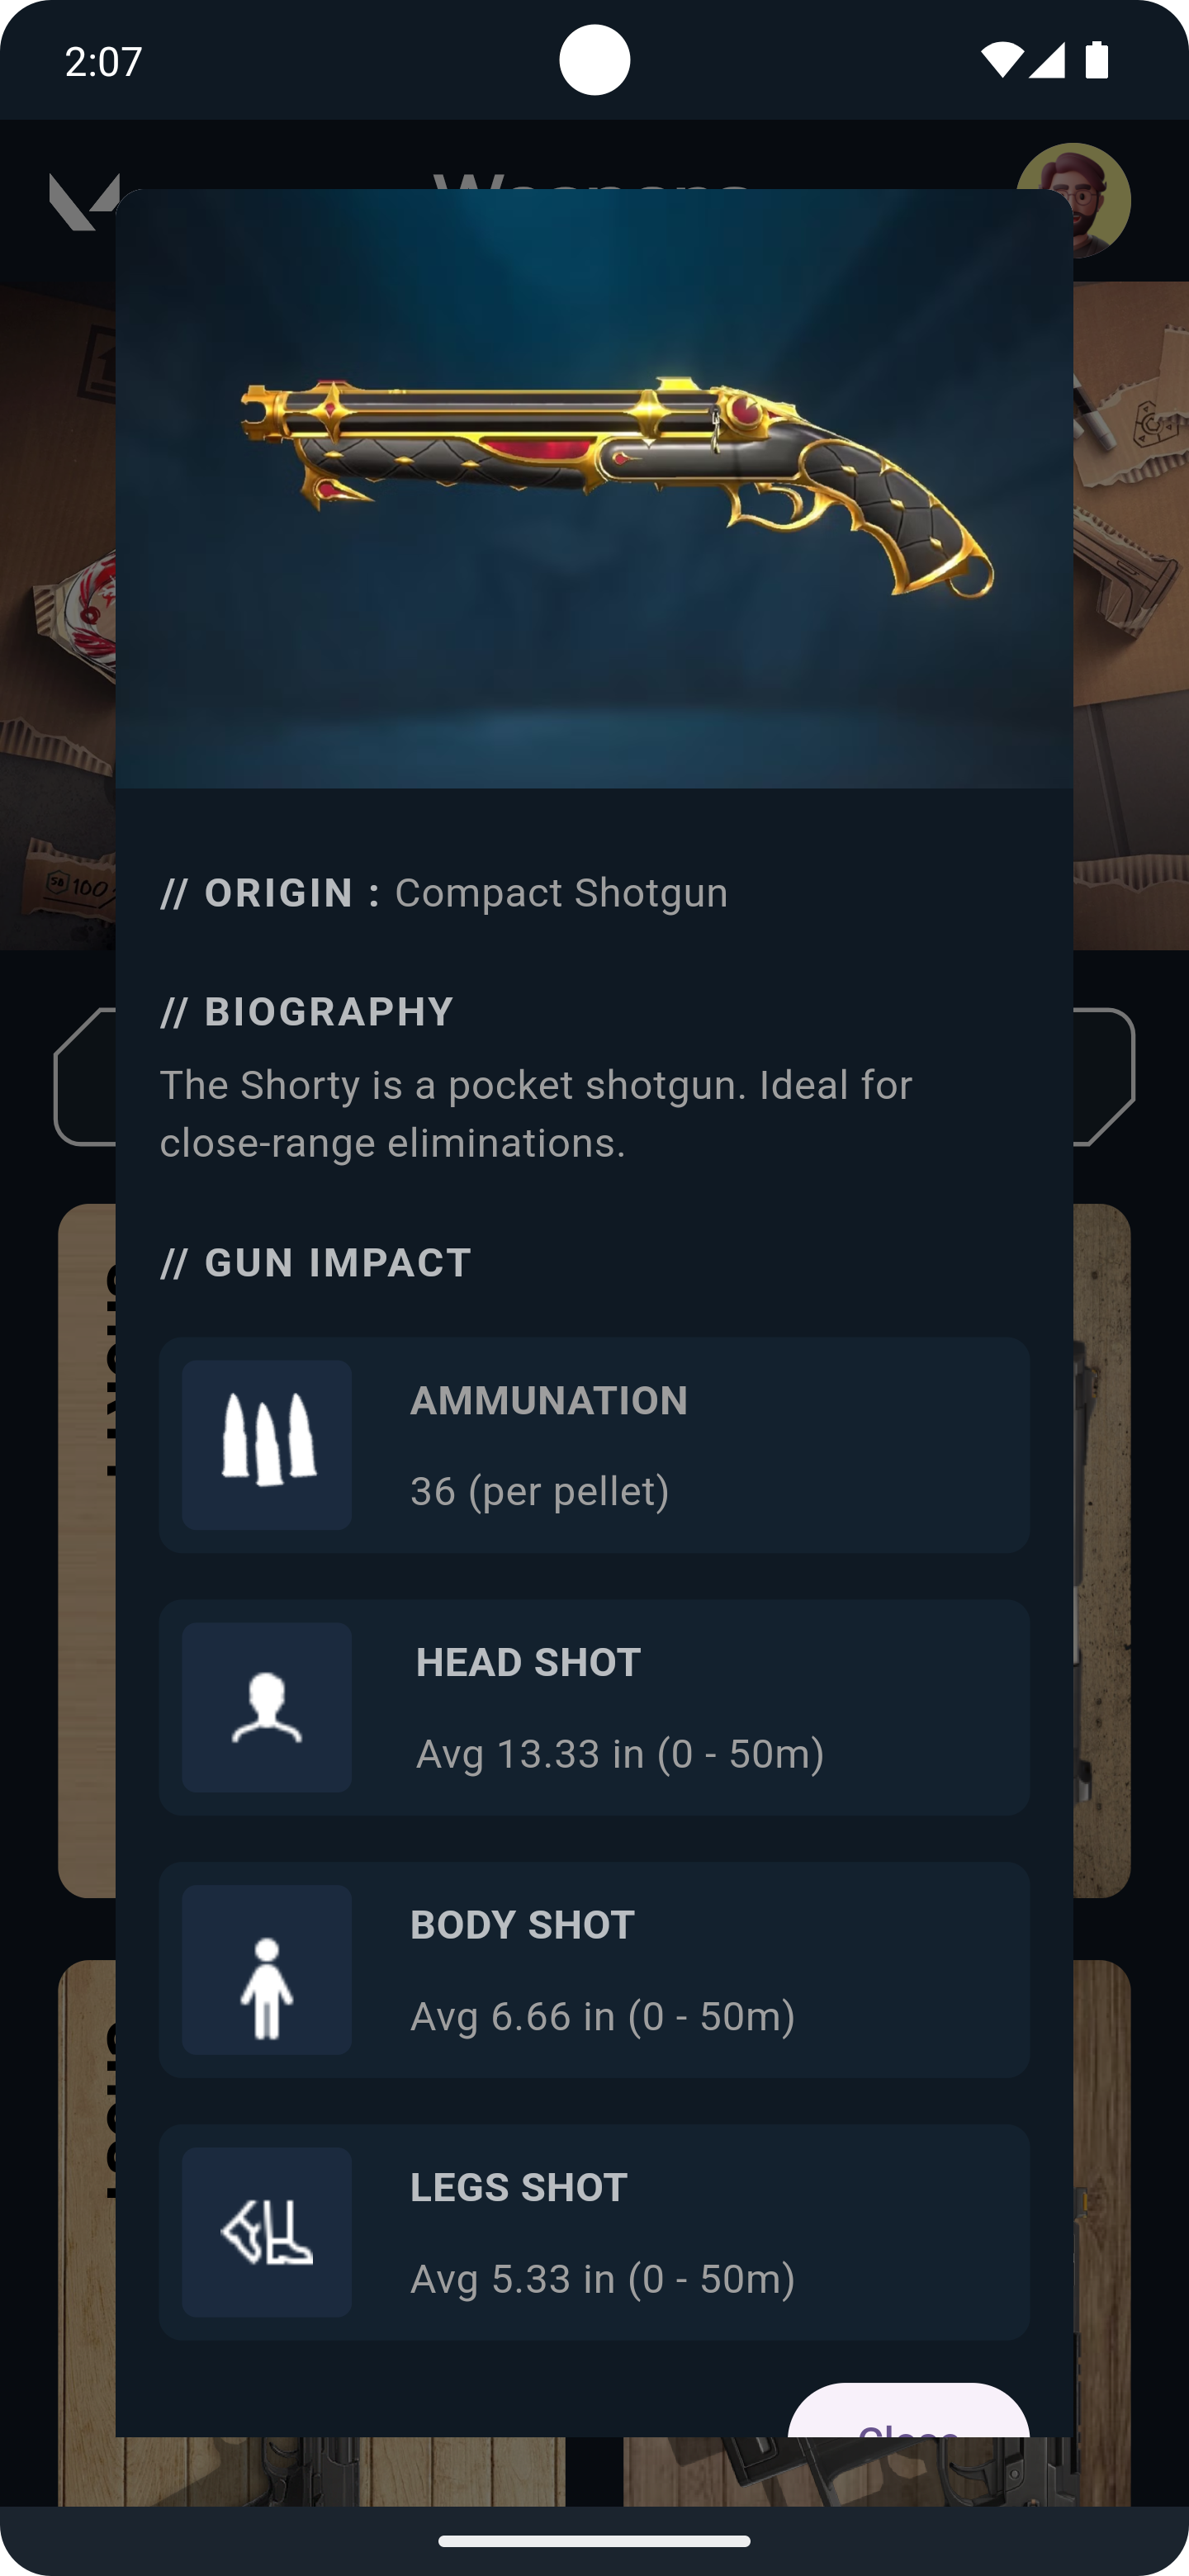 2:07
Weapons
// ORIGIN : Compact Shotgun
// BIOGRAPHY
The Shorty is a pocket shotgun. Ideal for
close-range eliminations.
// GUN IMPACT
AMMUNATION
36 (per pellet)
HEAD SHOT
Avg 13.33 in (0 - 50m)
BODY SHOT
Avg 6.66 in (0 - 50m)
LEGS SHOT
Avg 5.33 in (0 - 50m)
Close